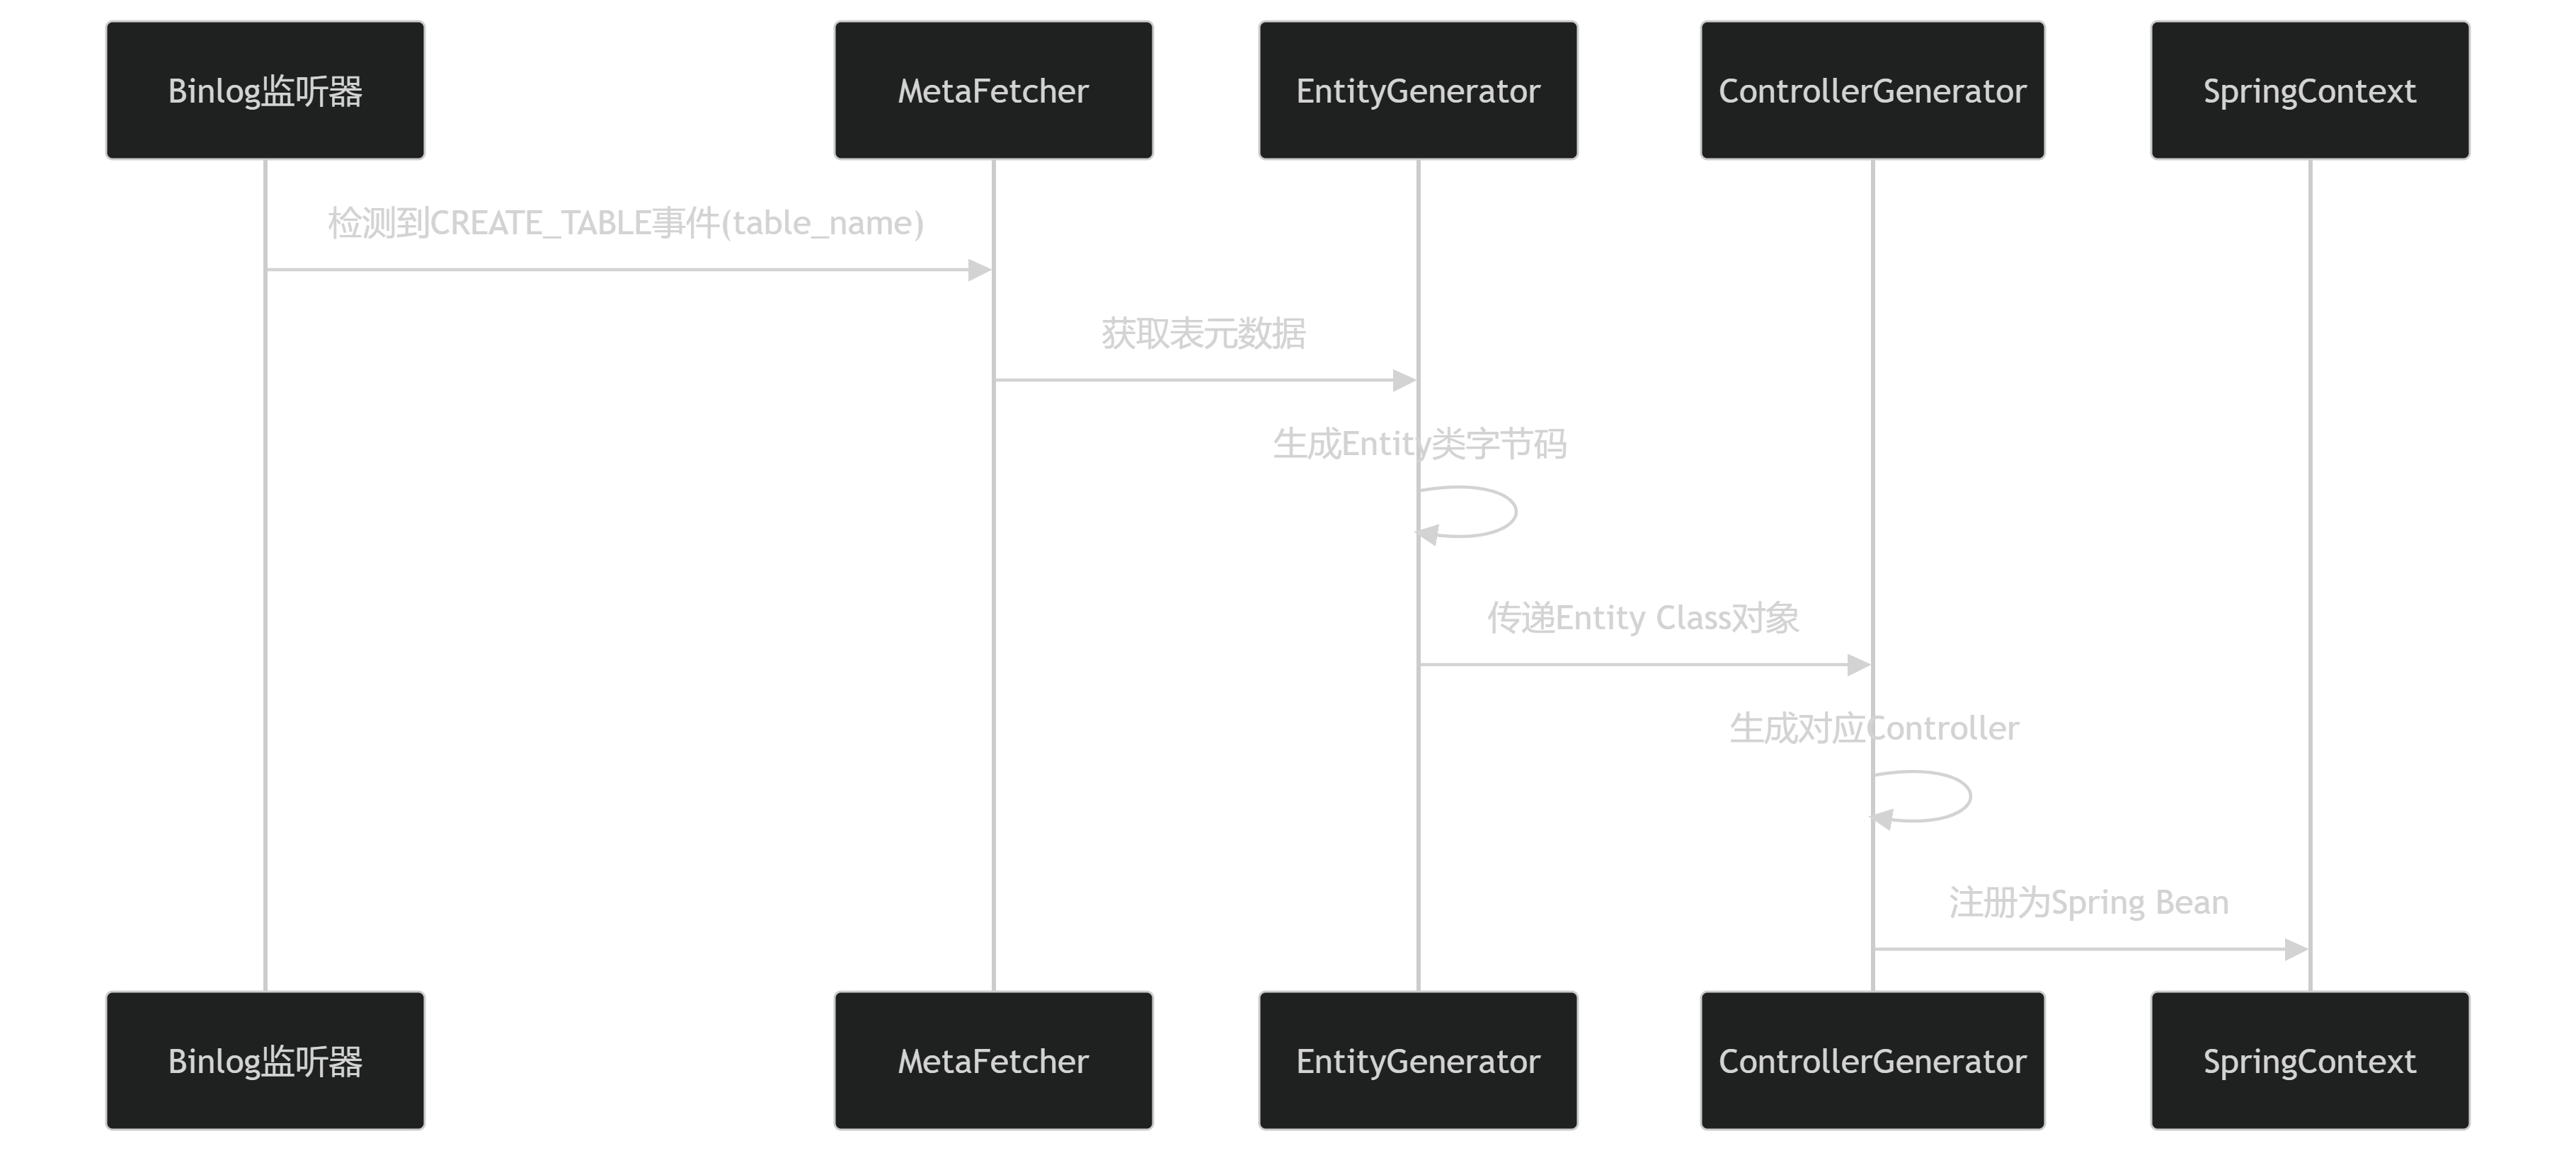 Binlog监听器
MetaFetcher
EntityGenerator
ControllerGenerator
SpringContext
检测到CREATE_TABLE事件(table_name)
获取表元数据
生成Entity类字节码
传递Entity Class对象
生成对应Controller
注册为Spring Bean
Binlog监听器
MetaFetcher
EntityGenerator
ControllerGenerator
SpringContext